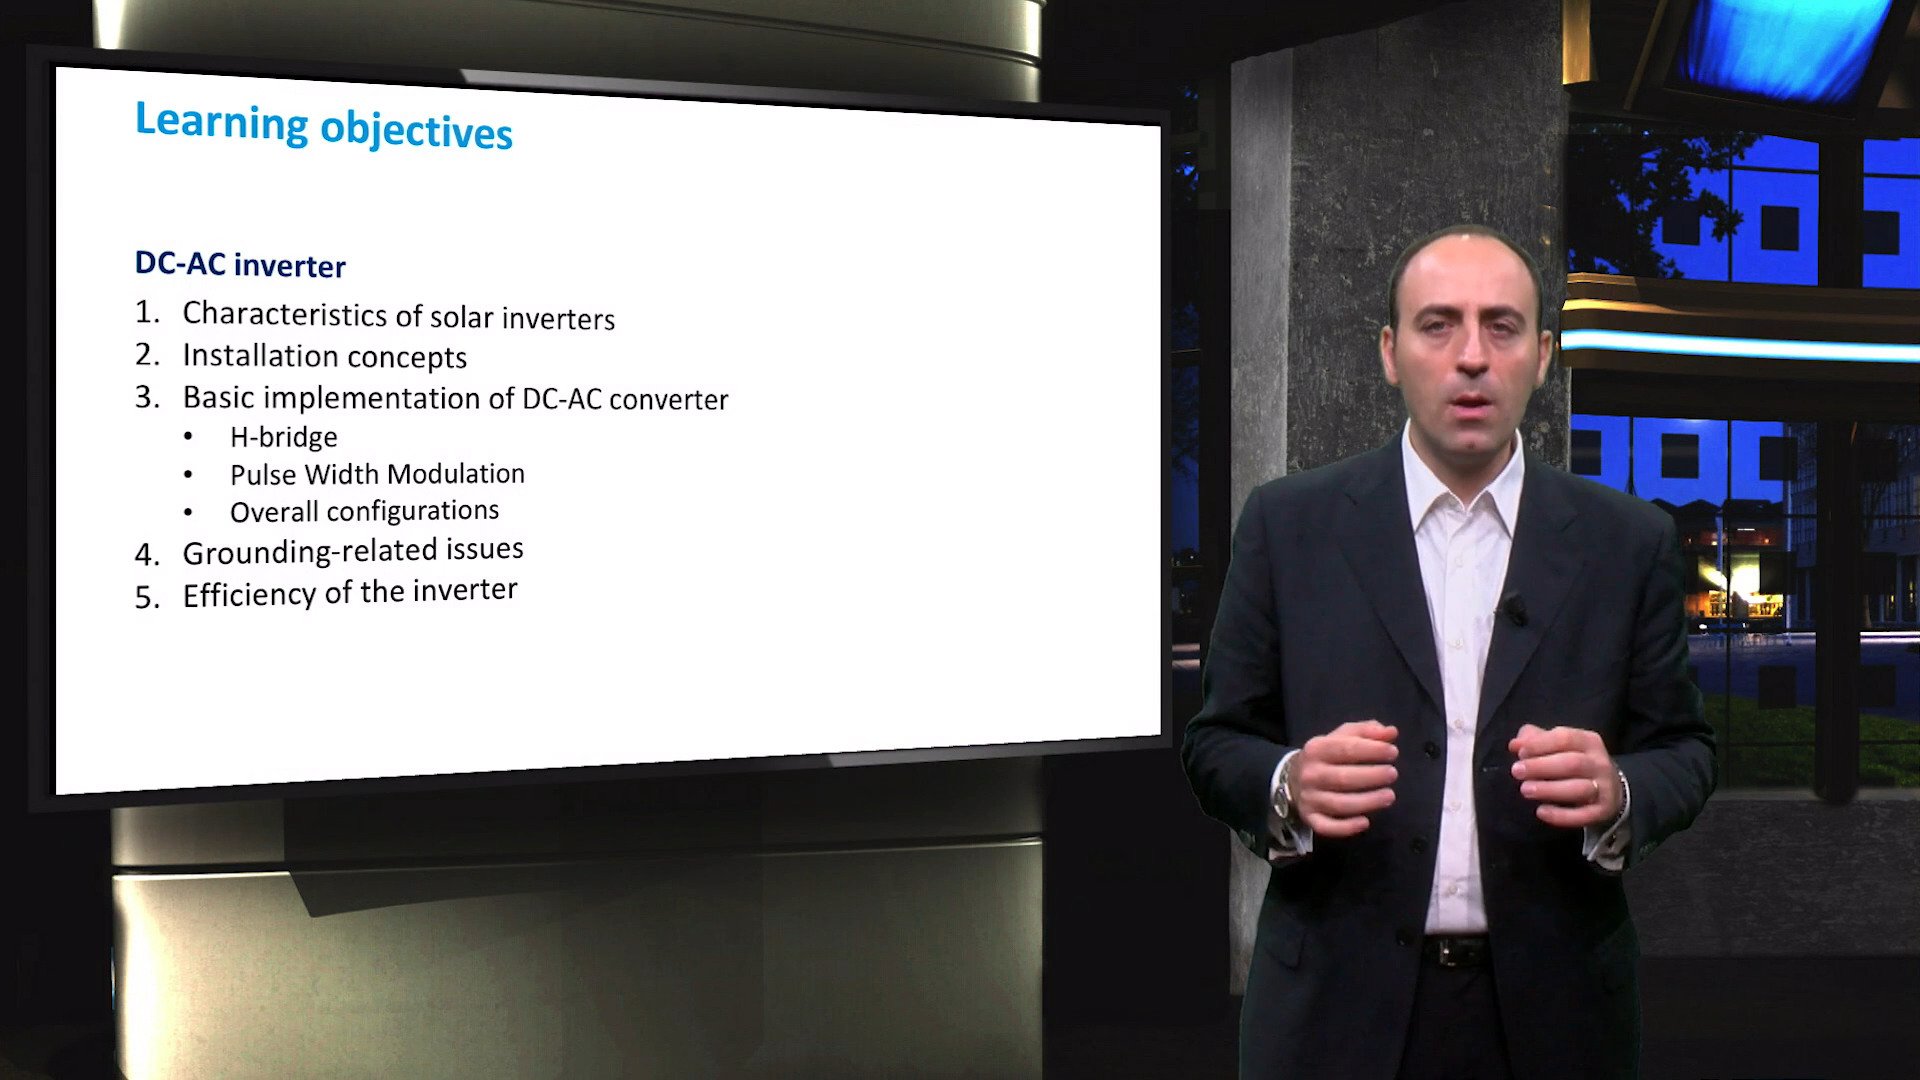 Learning objectives
DC-AC inverter
1. Characteristics of solar inverters
2. Installation concepts
3. Basic implementation of DC-AC converter
• H-bridge
• Pulse Width Modulation
• Overall configurations
4. Grounding-related issues
5. Efficiency of the inverter